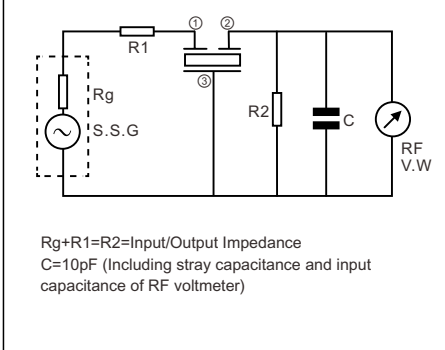 ① ②
R1
③
Rg
S.S.G
R2
C
RF
V.W
Rg+R1=R2=Input/Output Impedance
C=10pF (Including stray capacitance and input
capacitance of RF voltmeter)